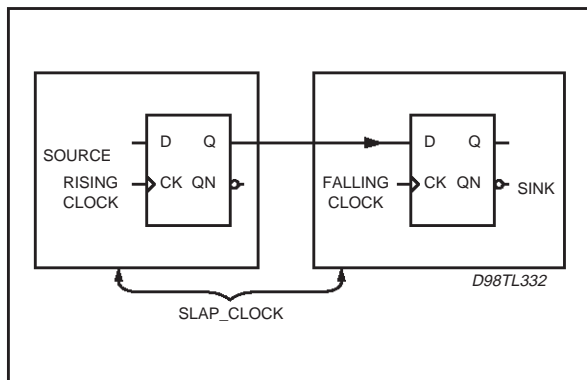 SOURCE
D Q
RISING
CLOCK
CK QN
D Q
FALLING
CLOCK
CK QN
SINK
D98TL332
SLAP_CLOCK